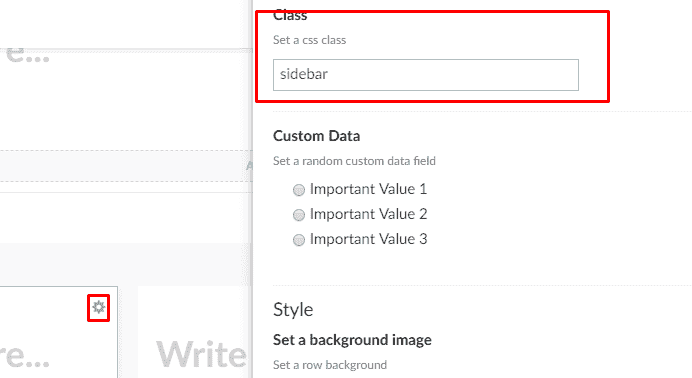 Class
Set a css class
e...
sidebar
Custom Data
A
Set a random custom data field
Important Value 1
Important Value 2
Important Value 3
Style
re...
Write
Set a background image
Set a row background